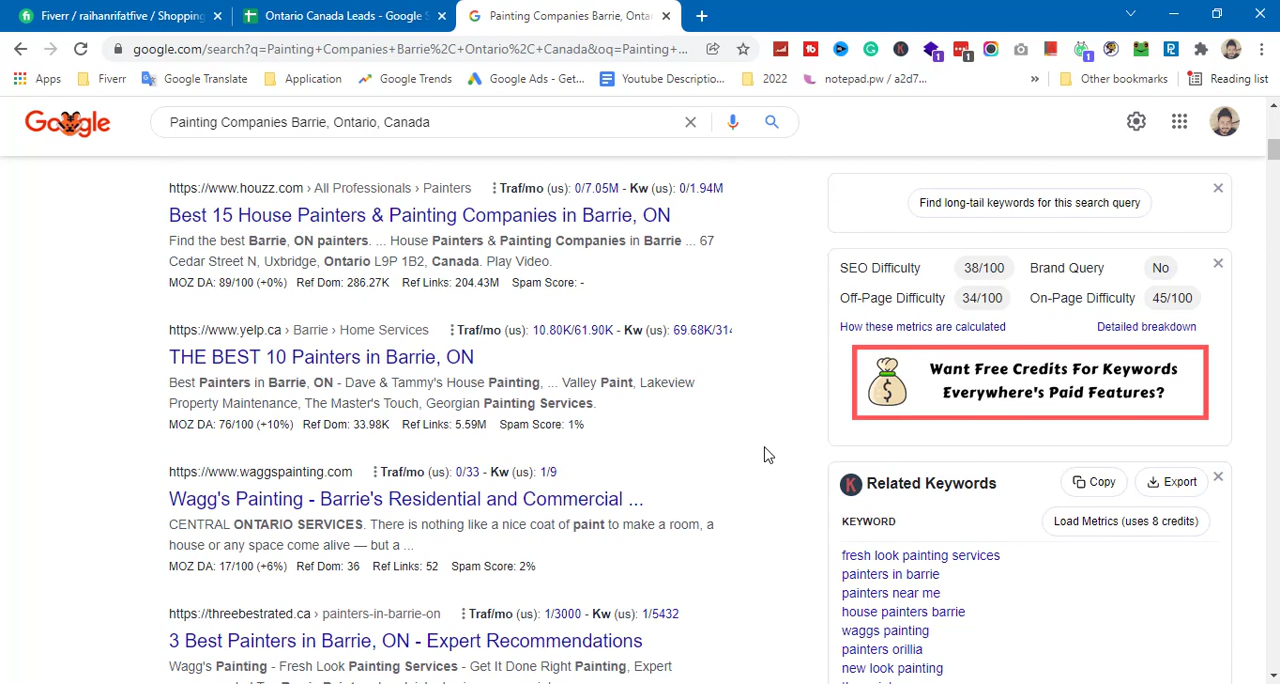 Fiverr / raihanrifatfive / Shopping
Ontario Canada Leads - Google S
Painting Companies Barrie, Onta
google.com/search?q=Painting+Companies+Barrie%2C+Ontario%2C+Canada&oq=Painting+...
Apps
Fiverr
Google Translate
Application
Google Trends
Google Ads - Get...
Youtube Description...
2022
notepad.pw / a2d7...
»
Other bookmarks
Reading list
Google
Painting Companies Barrie, Ontario, Canada
https://www.houzz.com › All Professionals › Painters
Traf/mo (us): 0/7.05M - Kw (us): 0/1.94M
Best 15 House Painters & Painting Companies in Barrie, ON
Find the best Barrie, ON painters. ... House Painters & Painting Companies in Barrie ... 67
Cedar Street N, Uxbridge, Ontario L9P 1B2, Canada. Play Video.
MOZ DA: 89/100 (+0%) Ref Dom: 286.27K Ref Links: 204.43M Spam Score: -
https://www.yelp.ca › Barrie › Home Services
Traf/mo (us): 10.80K/61.90K - Kw (us): 69.68K/314
THE BEST 10 Painters in Barrie, ON
Best Painters in Barrie, ON - Dave & Tammy's House Painting, ... Valley Paint, Lakeview
Property Maintenance, The Master's Touch, Georgian Painting Services.
MOZ DA: 76/100 (+10%) Ref Dom: 33.98K Ref Links: 5.59M Spam Score: 1%
https://www.waggspainting.com
Traf/mo (us): 0/33 - Kw (us): 1/9
Wagg's Painting - Barrie's Residential and Commercial ...
CENTRAL ONTARIO SERVICES. There is nothing like a nice coat of paint to make a room, a
house or any space come alive — but a ...
MOZ DA: 17/100 (+6%) Ref Dom: 36 Ref Links: 52 Spam Score: 2%
https://threebestrated.ca › painters-in-barrie-on
Traf/mo (us): 1/3000 - Kw (us): 1/5432
3 Best Painters in Barrie, ON - Expert Recommendations
Wagg's Painting - Fresh Look Painting Services - Get It Done Right Painting, Expert
Find long-tail keywords for this search query
SEO Difficulty 38/100 Brand Query No
Off-Page Difficulty 34/100 On-Page Difficulty 45/100
How these metrics are calculated
Detailed breakdown
Want Free Credits For Keywords
Everywhere's Paid Features?
Related Keywords
Copy
Export
KEYWORD
Load Metrics (uses 8 credits)
fresh look painting services
painters in barrie
painters near me
house painters barrie
waggs painting
painters orillia
new look painting